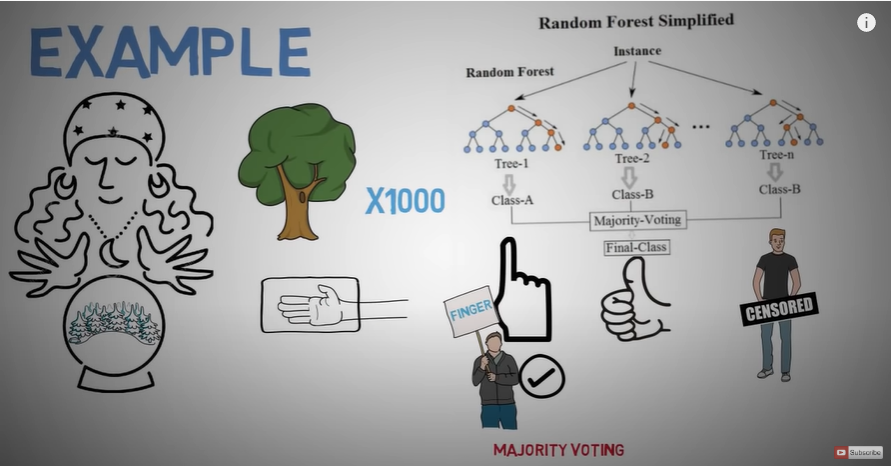 EXAMPLE
Random Forest Simplified
Instance
Random Forest
...
Tree-1
Tree-2
Tree-n
Class-A
Class-B
Class-B
Majority-Voting
Final-Class
X1000
FINGER
CENSORED
MAJORITY VOTING
i
Subscribe